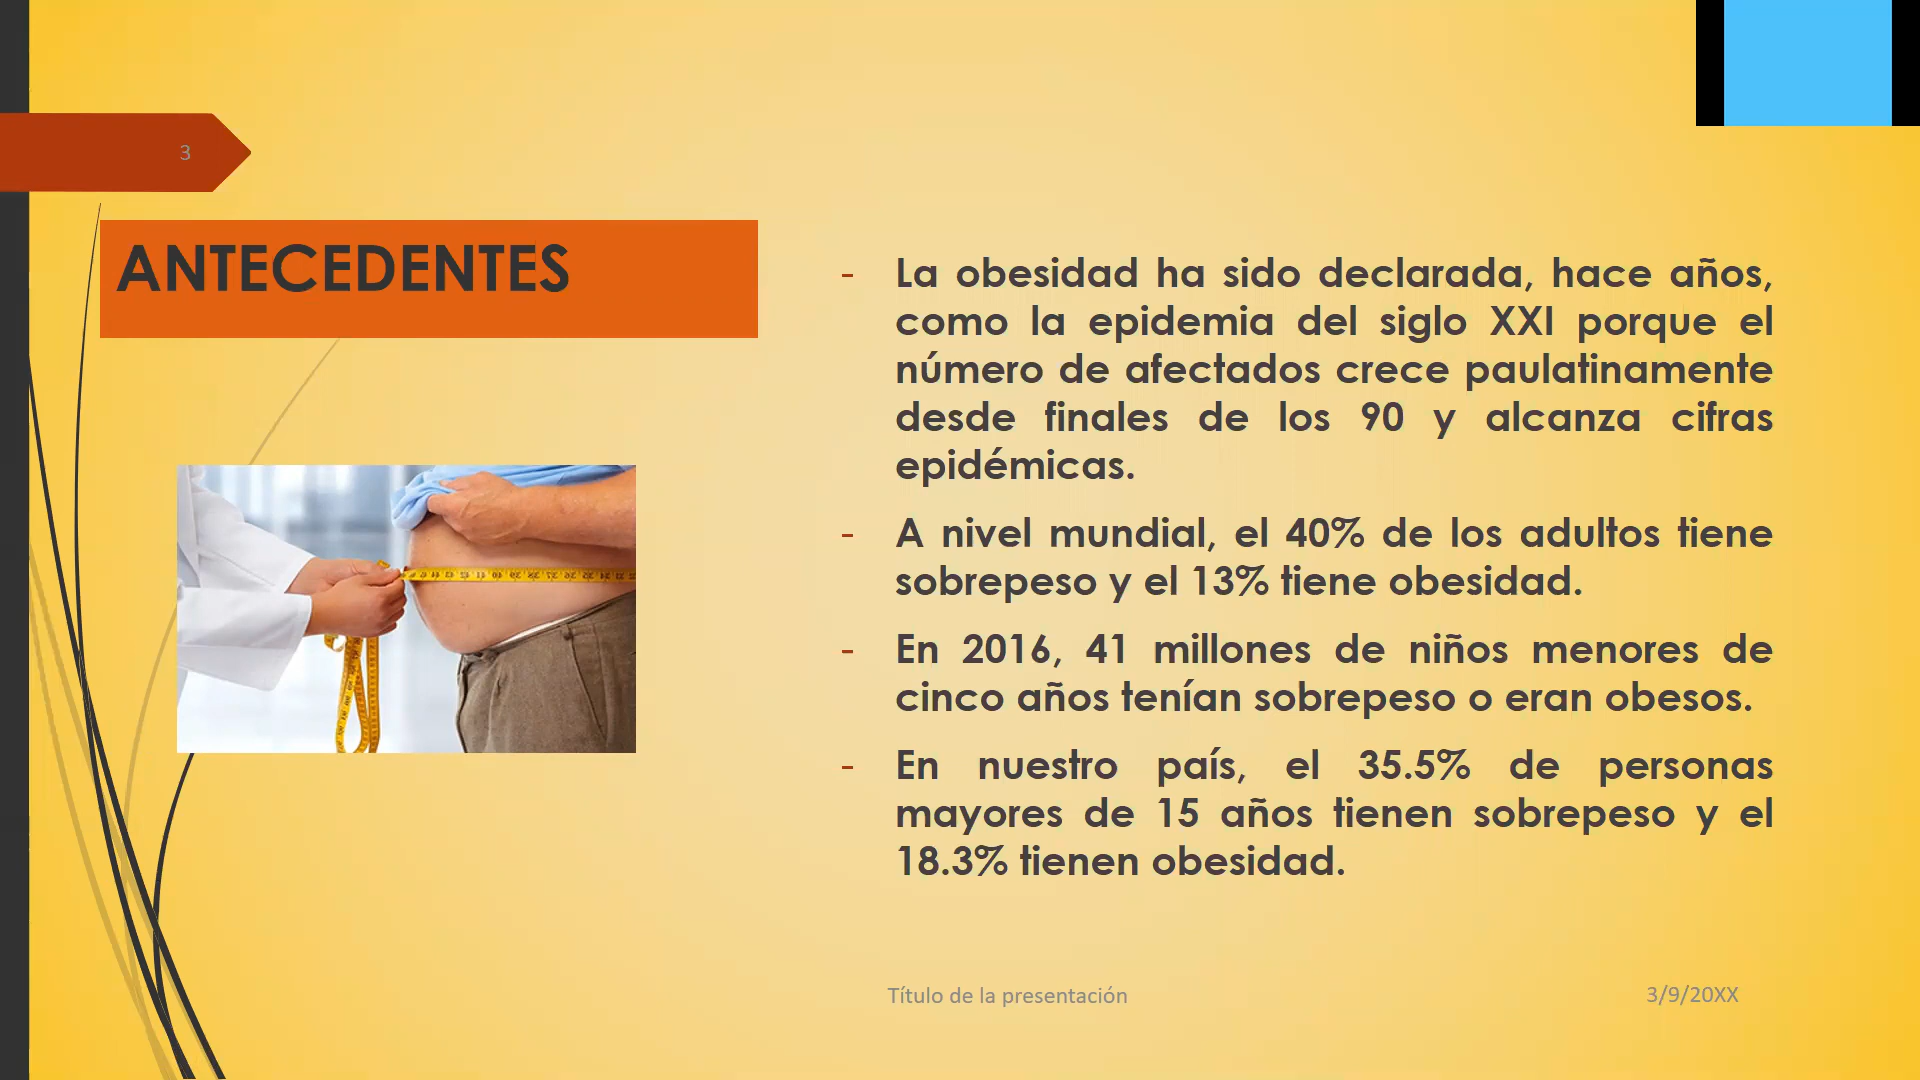 3
ANTECEDENTES
- La obesidad ha sido declarada, hace años,
como la epidemia del siglo XXI porque el
número de afectados crece paulatinamente
desde finales de los 90 y alcanza cifras
epidémicas.
- A nivel mundial, el 40% de los adultos tiene
sobrepeso y el 13% tiene obesidad.
- En 2016, 41 millones de niños menores de
cinco años tenían sobrepeso o eran obesos.
- En nuestro país, el 35.5% de personas
mayores de 15 años tienen sobrepeso y el
18.3% tienen obesidad.
Título de la presentación
3/9/20XX